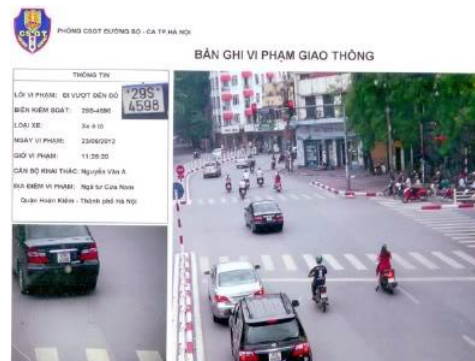 CSGT
PHÒNG CSGT ĐƯỜNG BỘ - CA TP.HÀ NỘI
BẢN GHI VI PHẠM GIAO THÔNG
THÔNG TIN
LỖI VI PHẠM: ĐI VƯỢT ĐÈN ĐỎ
29S
4598
BIỂN KIỂM SOÁT: 29S-4598
LOẠI XE: Xe ô tô
NGÀY VI PHẠM: 23/08/2012
GIỜ VI PHẠM: 11:28:20
CÁN BỘ KHAI THÁC: Nguyễn Văn A
ĐỊA ĐIỂM VI PHẠM: Ngã tư Cửa Nam
Quận Hoàn Kiếm - Thành phố Hà Nội